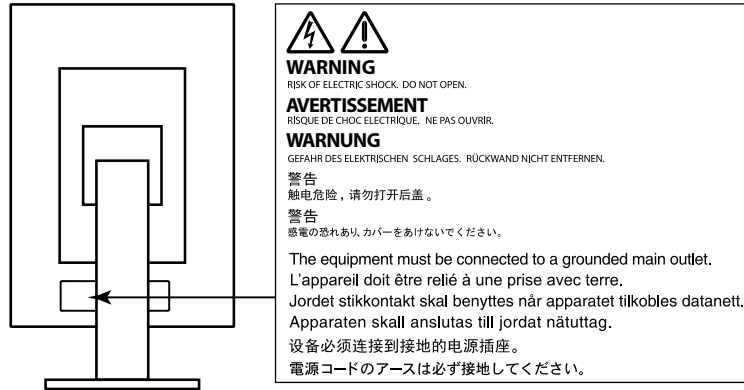 WARNING
RISK OF ELECTRIC SHOCK. DO NOT OPEN.
AVERTISSEMENT
RISQUE DE CHOC ELECTRIQUE. NE PAS OUVRIR.
WARNUNG
GEFAHR DES ELEKTRISCHEN SCHLAGES. RÜCKWAND NICHT ENTFERNEN.
警告
触电危险，请勿打开后盖。
警告
感電の恐れあり、カバーをあけないでください。
The equipment must be connected to a grounded main outlet.
L'appareil doit être relié à une prise avec terre.
Jordet stikkontakt skal benyttes når apparatet tilkobles datanett.
Apparaten skall anslutas till jordat nätuttag.
设备必须连接到接地的电源插座。
電源コードのアースは必ず接地してください。